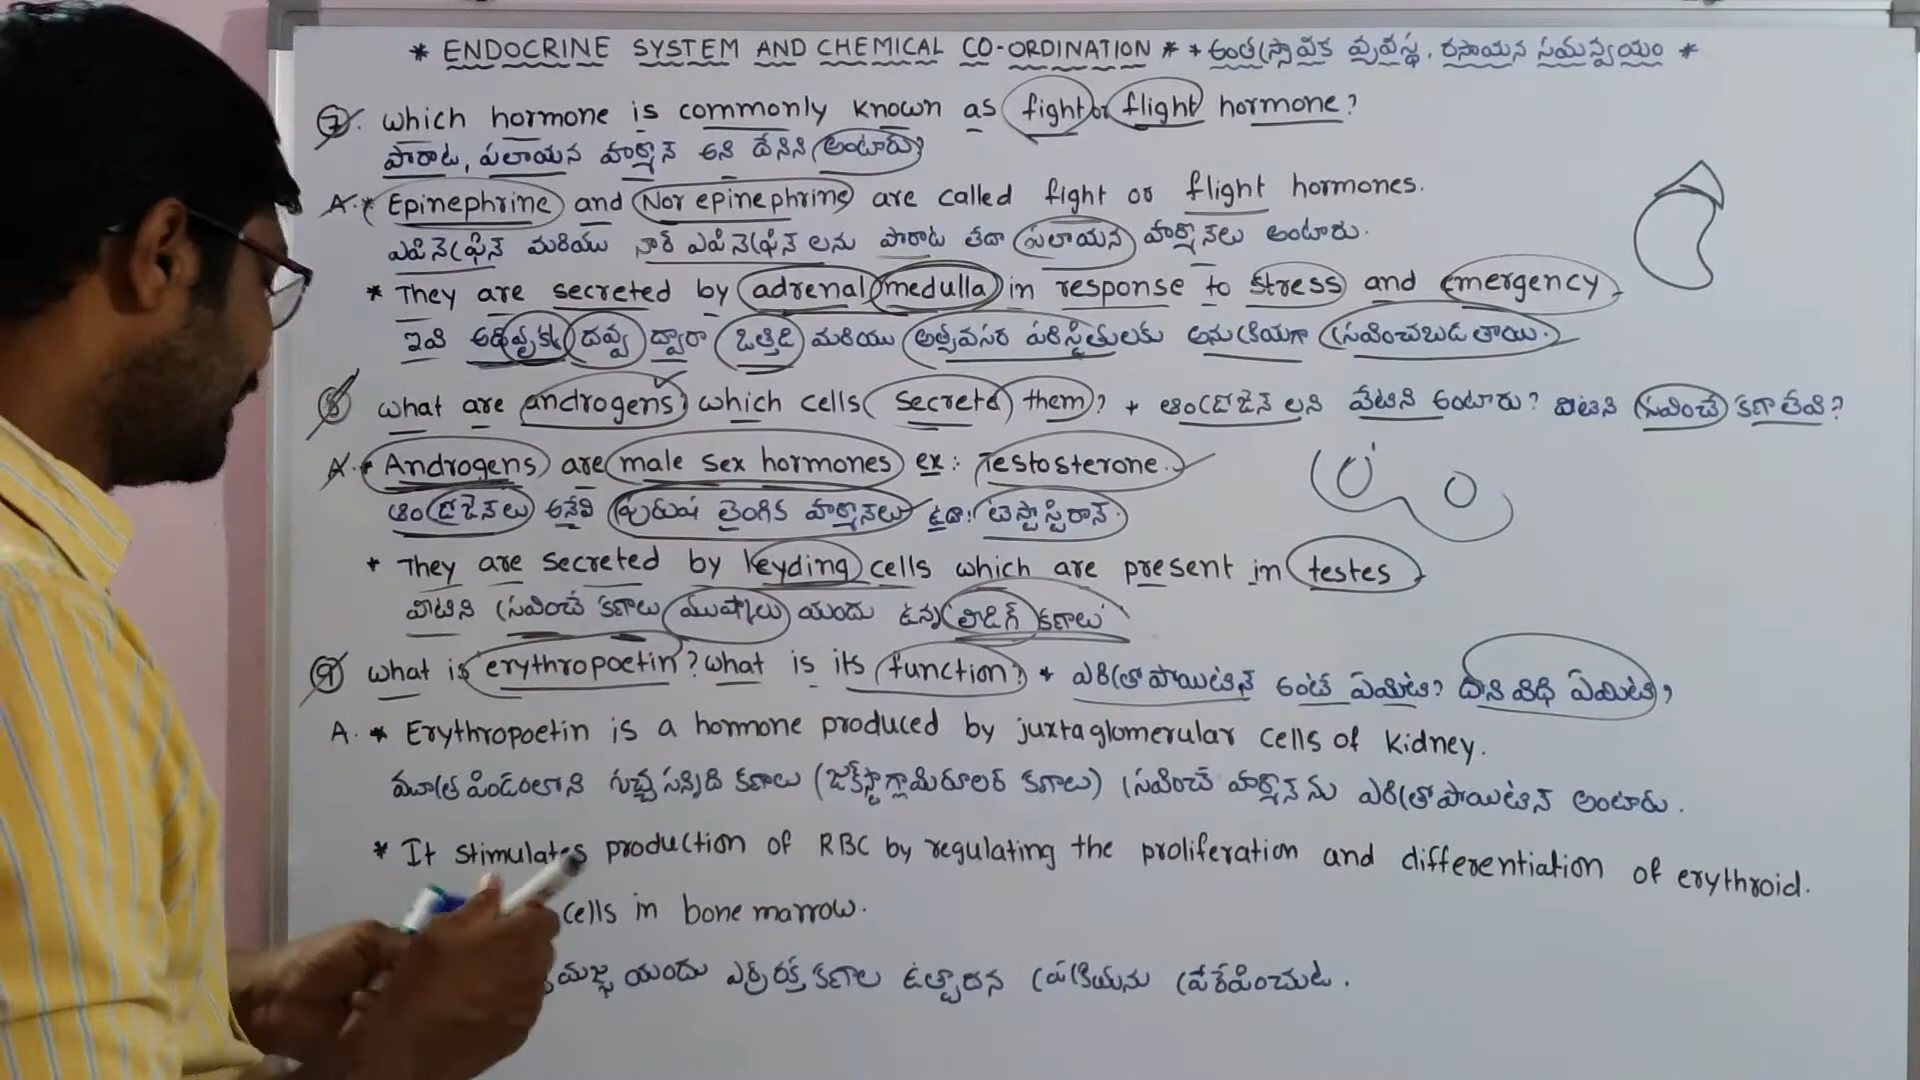 * ENDOCRINE SYSTEM AND CHEMICAL CO-ORDINATION * * అంతఃస్రావిక వ్యవస్థ, రసాయన సమన్వయం *
7. which hormone is commonly known as fight or flight hormone?
పోరాట, పలాయన హార్మోన్ అని దేనిని అంటారు?
A. * Epinephrine and Nor epinephrine are called fight or flight hormones.
ఎపినెఫ్రిన్ మరియు నార్ ఎపినెఫ్రిన్ లను పోరాట లేదా పలాయన హార్మోన్‌లు అంటారు.
* They are secreted by adrenal medulla in response to stress and emergency
ఇవి అధివృక్క దవ్వ ద్వారా ఒత్తిడి మరియు అత్యవసర పరిస్థితులకు అనుక్రియగా స్రవించబడతాయి.
8 what are androgens, which cells secrete them? * ఆండ్రోజెన్ లని వేటిని అంటారు? వీటిని స్రవించే కణాలేవి?
A. * Androgens are male sex hormones ex: Testosterone.
ఆండ్రోజెన్‌లు అనేవి పురుష లైంగిక హార్మోన్‌లు ఉదా: టెస్టోస్టిరాన్.
* They are secreted by leyding cells which are present in testes
వీటిని స్రవించే కణాలు ముష్కాలు యందు ఉన్న లీడిగ్ కణాలు
9 what is erythropoetin? what is its function? * ఎరిత్రోపాయిటిన్ అంటే ఏమిటి? దాని విధి ఏమిటి?
A. * Erythropoetin is a hormone produced by juxtaglomerular cells of kidney.
మూత్రపిండంలోని గుచ్ఛ సన్నిధి కణాలు (జక్‌స్టాగ్లామిరూలర్ కణాలు) స్రవించే హార్మోన్ ను ఎరిత్రోపాయిటిన్ అంటారు.
* It stimulates production of RBC by regulating the proliferation and differentiation of erythroid.
cells in bone marrow.
మజ్జ యందు ఎర్రరక్త కణాల ఉత్పాదన ప్రక్రియను ప్రేరేపించుట.